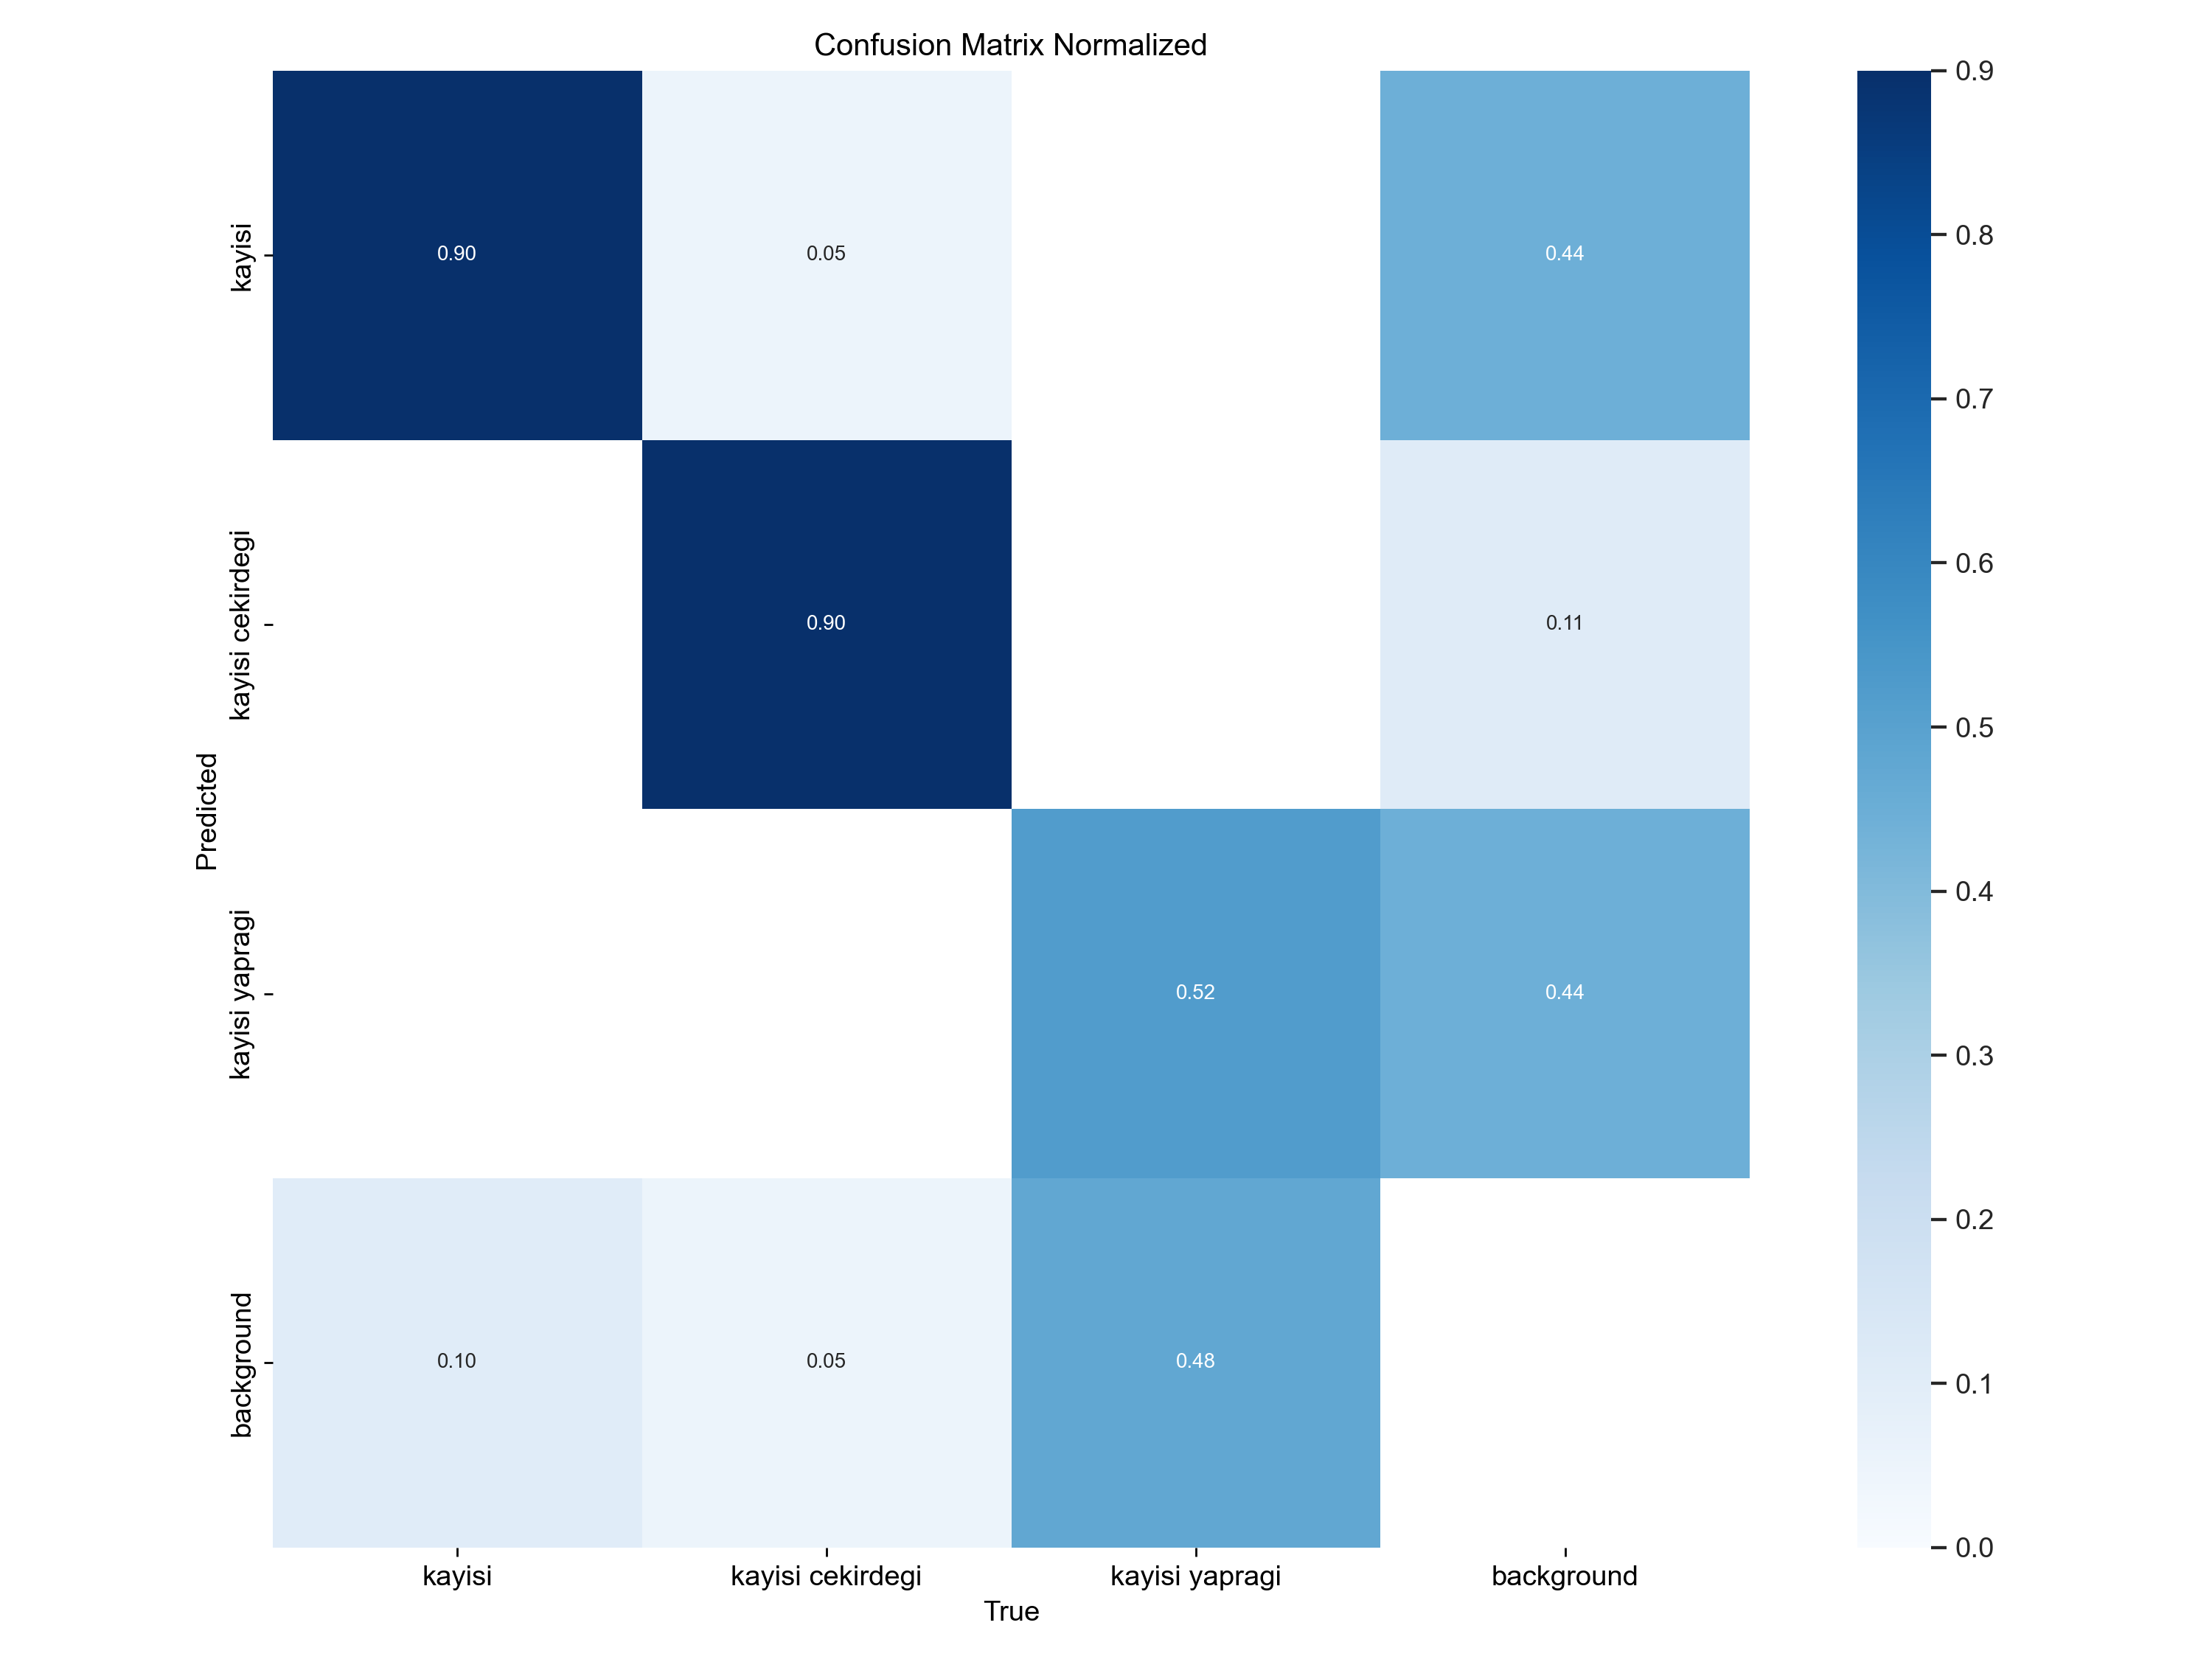 Confusion Matrix Normalized
kayisi
0.90
0.05
0.44
kayisi cekirdegi
0.90
0.11
kayisi yapragi
0.52
0.44
background
0.10
0.05
0.48
Predicted
kayisi
kayisi cekirdegi
kayisi yapragi
background
True
0.9
0.8
0.7
0.6
0.5
0.4
0.3
0.2
0.1
0.0